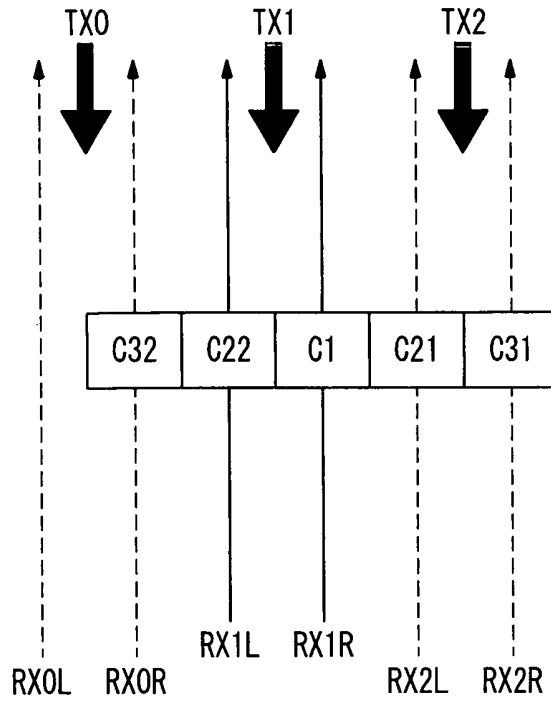 TX0 TX1 TX2
C32 C22 C1 C21 C31
RX1L RX1R
RX0L RX0R RX2L RX2R